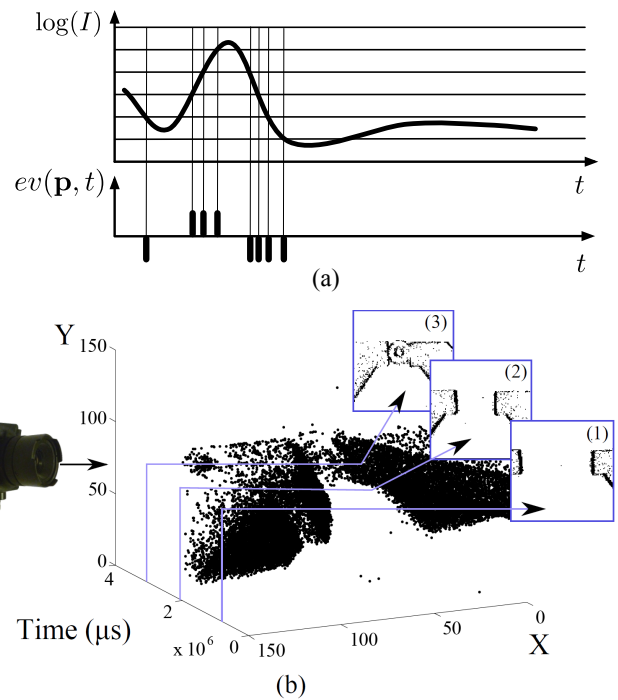 log(I)
t
ev(p, t)
t
(a)
Y
150
100
50
0
(3)
(2)
(1)
4
2
0
x 10^6
Time (µs)
150
100
50
0
X
(b)